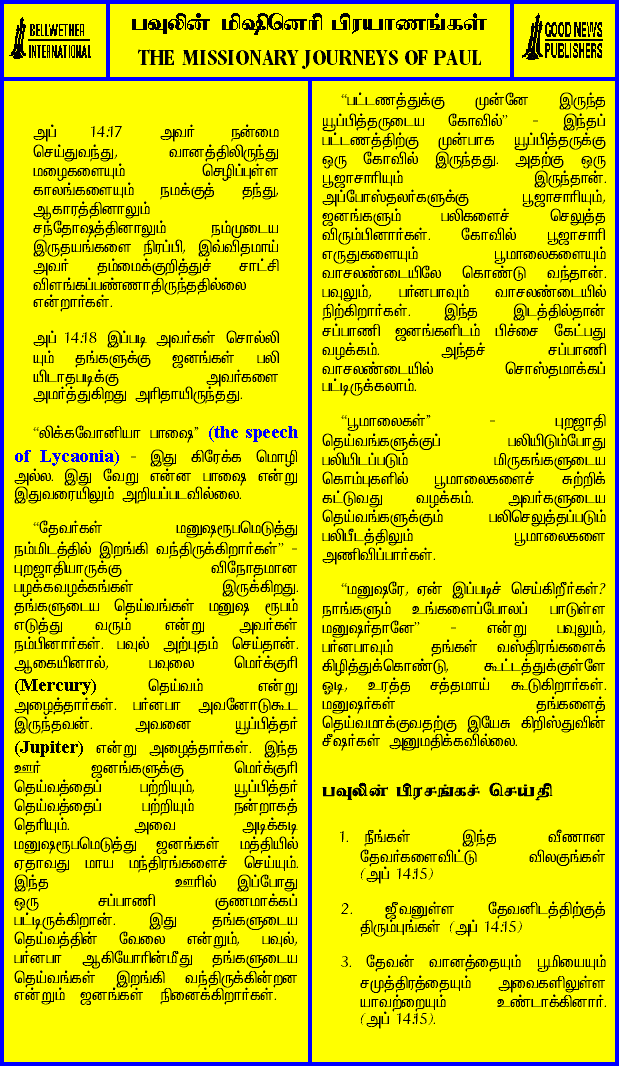 BELLWETHER
INTERNATIONAL
பவுலின் மிஷினெரி பிரயாணங்கள்
THE MISSIONARY JOURNEYS OF PAUL
GOOD NEWS
PUBLISHERS
அப் 14:17 அவர் நன்மை
செய்துவந்து, வானத்திலிருந்து
மழைகளையும் செழிப்புள்ள
காலங்களையும் நமக்குத் தந்து,
ஆகாரத்தினாலும்
சந்தோஷத்தினாலும் நம்முடைய
இருதயங்களை நிரப்பி, இவ்விதமாய்
அவர் தம்மைக்குறித்துச் சாட்சி
விளங்கப்பண்ணாதிருந்ததில்லை
என்றார்கள்.
அப் 14:18 இப்படி அவர்கள் சொல்லி
யும் தங்களுக்கு ஜனங்கள் பலி
யிடாதபடிக்கு அவர்களை
அமர்த்துகிறது அரிதாயிருந்தது.
“லிக்கவோனியா பாஷை” (the speech
of Lycaonia) - இது கிரேக்க மொழி
அல்ல. இது வேறு என்ன பாஷை என்று
இதுவரையிலும் அறியப்படவில்லை.
“தேவர்கள் மனுஷரூபமெடுத்து
நம்மிடத்தில் இறங்கி வந்திருக்கிறார்கள்” -
புறஜாதியாருக்கு விநோதமான
பழக்கவழக்கங்கள் இருக்கிறது.
தங்களுடைய தெய்வங்கள் மனுஷ ரூபம்
எடுத்து வரும் என்று அவர்கள்
நம்பினார்கள். பவுல் அற்புதம் செய்தான்.
ஆகையினால், பவுலை மெர்க்குரி
(Mercury) தெய்வம் என்று
அழைத்தார்கள். பர்னபா அவனோடுகூட
இருந்தவன். அவனை யூப்பித்தர்
(Jupiter) என்று அழைத்தார்கள். இந்த
ஊர் ஜனங்களுக்கு மெர்க்குரி
தெய்வத்தைப் பற்றியும், யூப்பித்தர்
தெய்வத்தைப் பற்றியும் நன்றாகத்
தெரியும். அவை அடிக்கடி
மனுஷரூபமெடுத்து ஜனங்கள் மத்தியில்
ஏதாவது மாய மந்திரங்களைச் செய்யும்.
இந்த ஊரில் இப்போது
ஒரு சப்பாணி குணமாக்கப்
பட்டிருக்கிறான். இது தங்களுடைய
தெய்வத்தின் வேலை என்றும், பவுல்,
பர்னபா ஆகியோரின்மீது தங்களுடைய
தெய்வங்கள் இறங்கி வந்திருக்கின்றன
என்றும் ஜனங்கள் நினைக்கிறார்கள்.
“பட்டணத்துக்கு முன்னே இருந்த
யூப்பித்தருடைய கோவில்” - இந்தப்
பட்டணத்திற்கு முன்பாக யூப்பித்தருக்கு
ஒரு கோவில் இருந்தது. அதற்கு ஒரு
பூஜாசாரியும் இருந்தான்.
அப்போஸ்தலர்களுக்கு பூஜாசாரியும்,
ஜனங்களும் பலிகளைச் செலுத்த
விரும்பினார்கள். கோவில் பூஜாசாரி
எருதுகளையும் பூமாலைகளையும்
வாசலண்டையிலே கொண்டு வந்தான்.
பவுலும், பர்னபாவும் வாசலண்டையில்
நிற்கிறார்கள். இந்த இடத்தில்தான்
சப்பாணி ஜனங்களிடம் பிச்சை கேட்பது
வழக்கம். அந்தச் சப்பாணி
வாசலண்டையில் சொஸ்தமாக்கப்
பட்டிருக்கலாம்.
“பூமாலைகள்” - புறஜாதி
தெய்வங்களுக்குப் பலியிடும்போது
பலியிடப்படும் மிருகங்களுடைய
கொம்புகளில் பூமாலைகளைச் சுற்றிக்
கட்டுவது வழக்கம். அவர்களுடைய
தெய்வங்களுக்கும் பலிசெலுத்தப்படும்
பலிபீடத்திலும் பூமாலைகளை
அணிவிப்பார்கள்.
“மனுஷரே, ஏன் இப்படிச் செய்கிறீர்கள்?
நாங்களும் உங்களைப்போலப் பாடுள்ள
மனுஷர்தானே” - என்று பவுலும்,
பர்னபாவும் தங்கள் வஸ்திரங்களைக்
கிழித்துக்கொண்டு, கூட்டத்துக்குள்ளே
ஓடி, உரத்த சத்தமாய் கூடுகிறார்கள்.
மனுஷர்கள் தங்களைத்
தெய்வமாக்குவதற்கு இயேசு கிறிஸ்துவின்
சீஷர்கள் அனுமதிக்கவில்லை.
பவுலின் பிரசங்கச் செய்தி
1. நீங்கள் இந்த வீணான
தேவர்களைவிட்டு விலகுங்கள்
(அப் 14:15)
2. ஜீவனுள்ள தேவனிடத்திற்குத்
திரும்புங்கள் (அப் 14:15)
3. தேவன் வானத்தையும் பூமியையும்
சமுத்திரத்தையும் அவைகளிலுள்ள
யாவற்றையும் உண்டாக்கினார்.
(அப் 14:15).